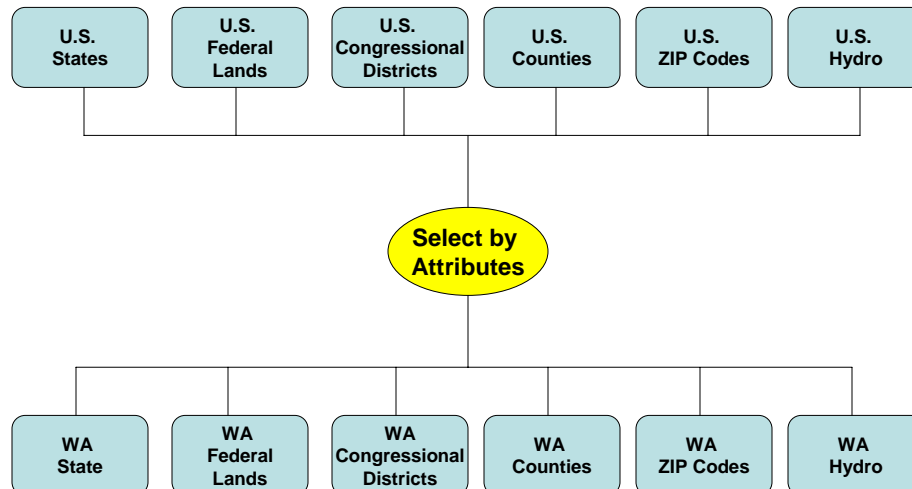 U.S.
States
U.S.
Federal
Lands
U.S.
Congressional
Districts
U.S.
Counties
U.S.
ZIP Codes
U.S.
Hydro
Select by
Attributes
WA
State
WA
Federal
Lands
WA
Congressional
Districts
WA
Counties
WA
ZIP Codes
WA
Hydro